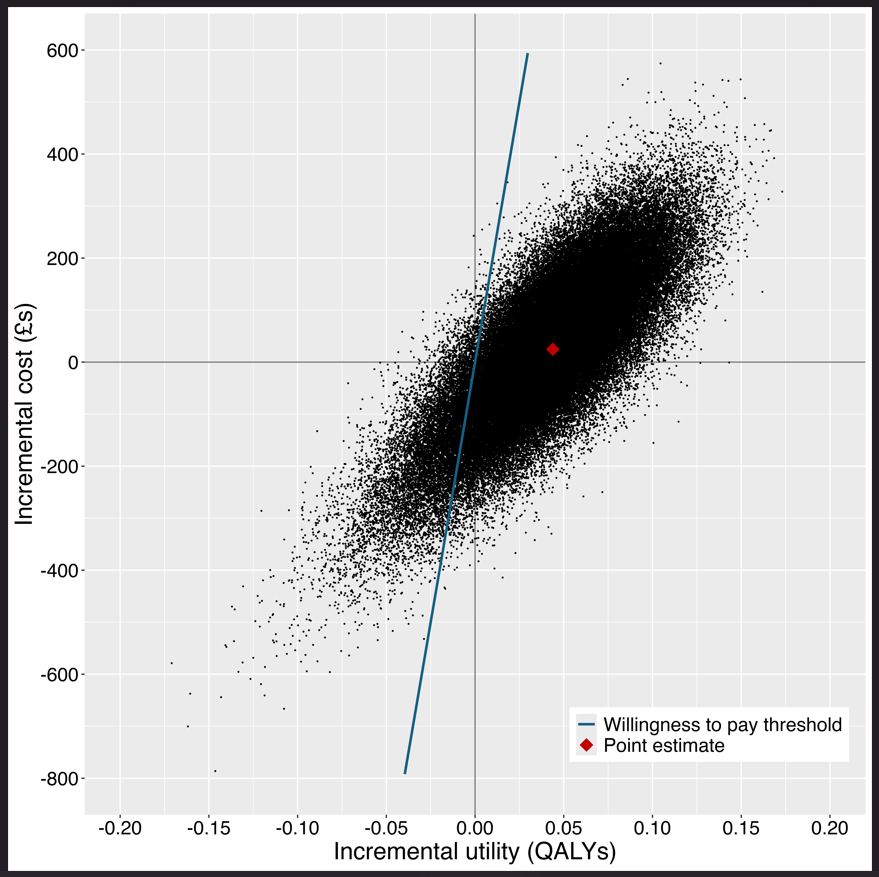 600
400
200
0
-200
-400
-600
-800
Incremental cost (£s)
-0.20 -0.15 -0.10 -0.05 0.00 0.05 0.10 0.15 0.20
Incremental utility (QALYs)
Willingness to pay threshold
Point estimate